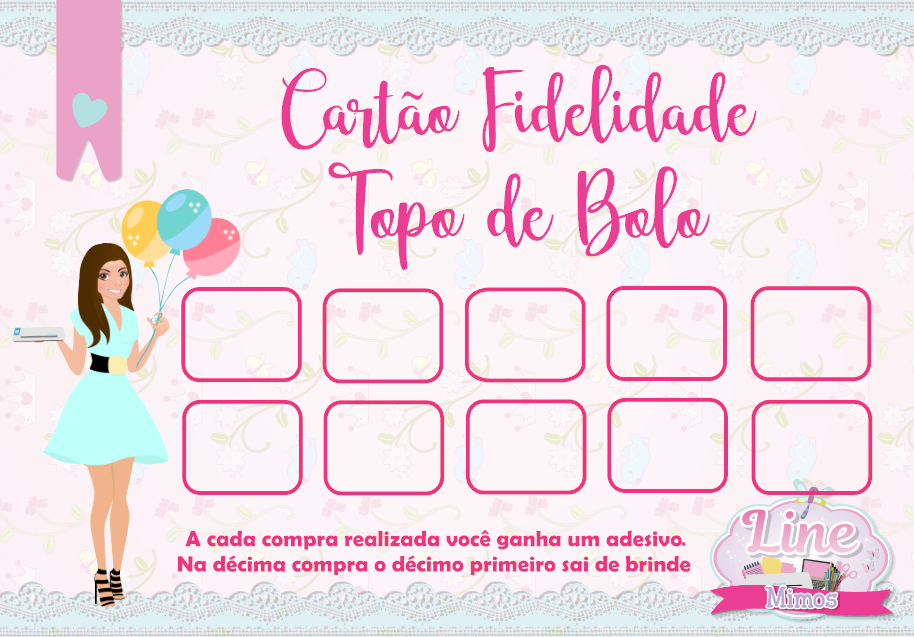 Cartão Fidelidade
Topo de Bolo
A cada compra realizada você ganha um adesivo.
Na décima compra o décimo primeiro sai de brinde
Line
Mimos